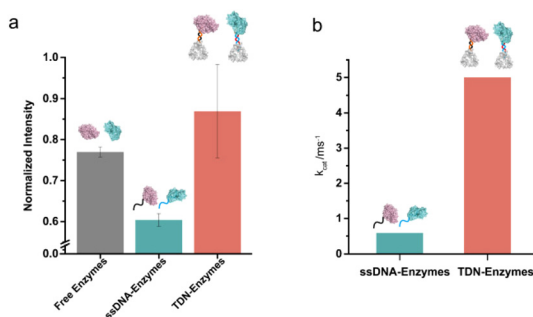 a
1.0
0.9
0.8
0.7
0.6
0.0
Normalized Intensity
Free Enzymes
ssDNA-Enzymes
TDN-Enzymes
b
5
4
3
2
1
0
kcat/ms-1
ssDNA-Enzymes
TDN-Enzymes